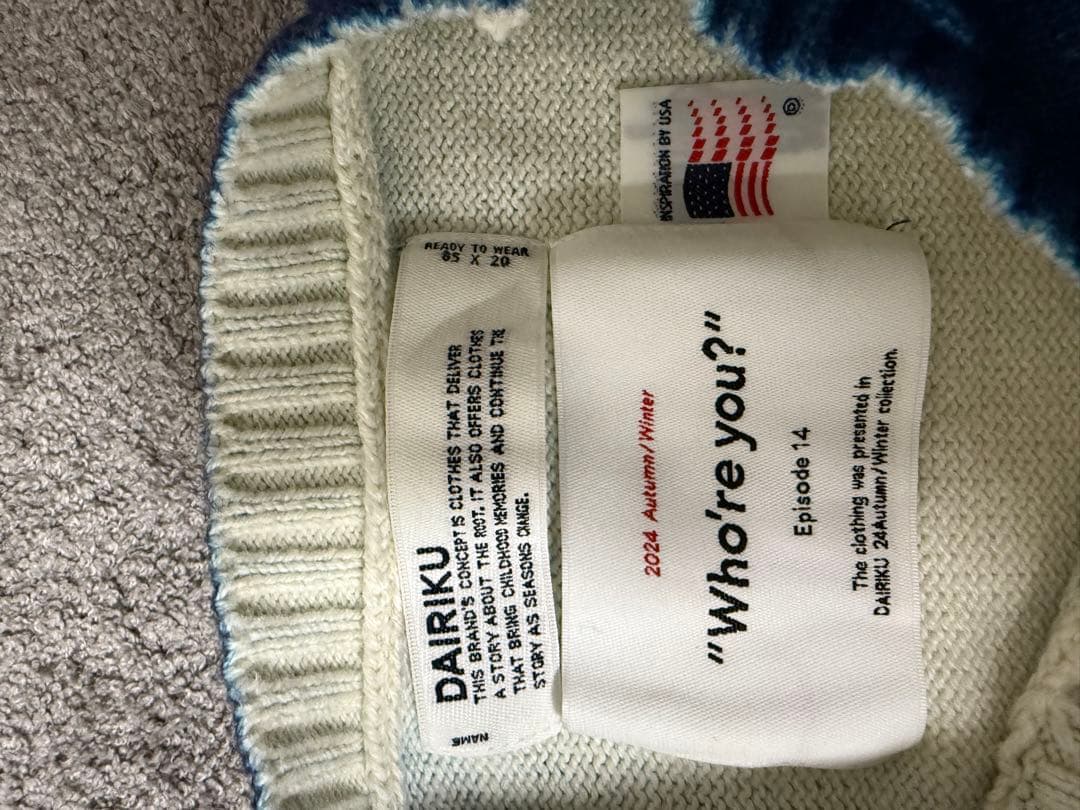 INSPIRATION BY USA
READY TO WEAR
85 X 20
DAIRIKU
THIS BRAND'S CONCEPT IS CLOTHES THAT DELIVER
A STORY ABOUT THE ROOT. IT ALSO OFFERS CLOTHES
THAT BRING CHILDHOOD MEMORIES AND CONTINUE THE
STORY AS SEASONS CHANGE.
NAME
2024 Autumn/Winter
"Who're you?"
Episode 14
The clothing was presented in
DAIRIKU 24Autumn/Winter collection.